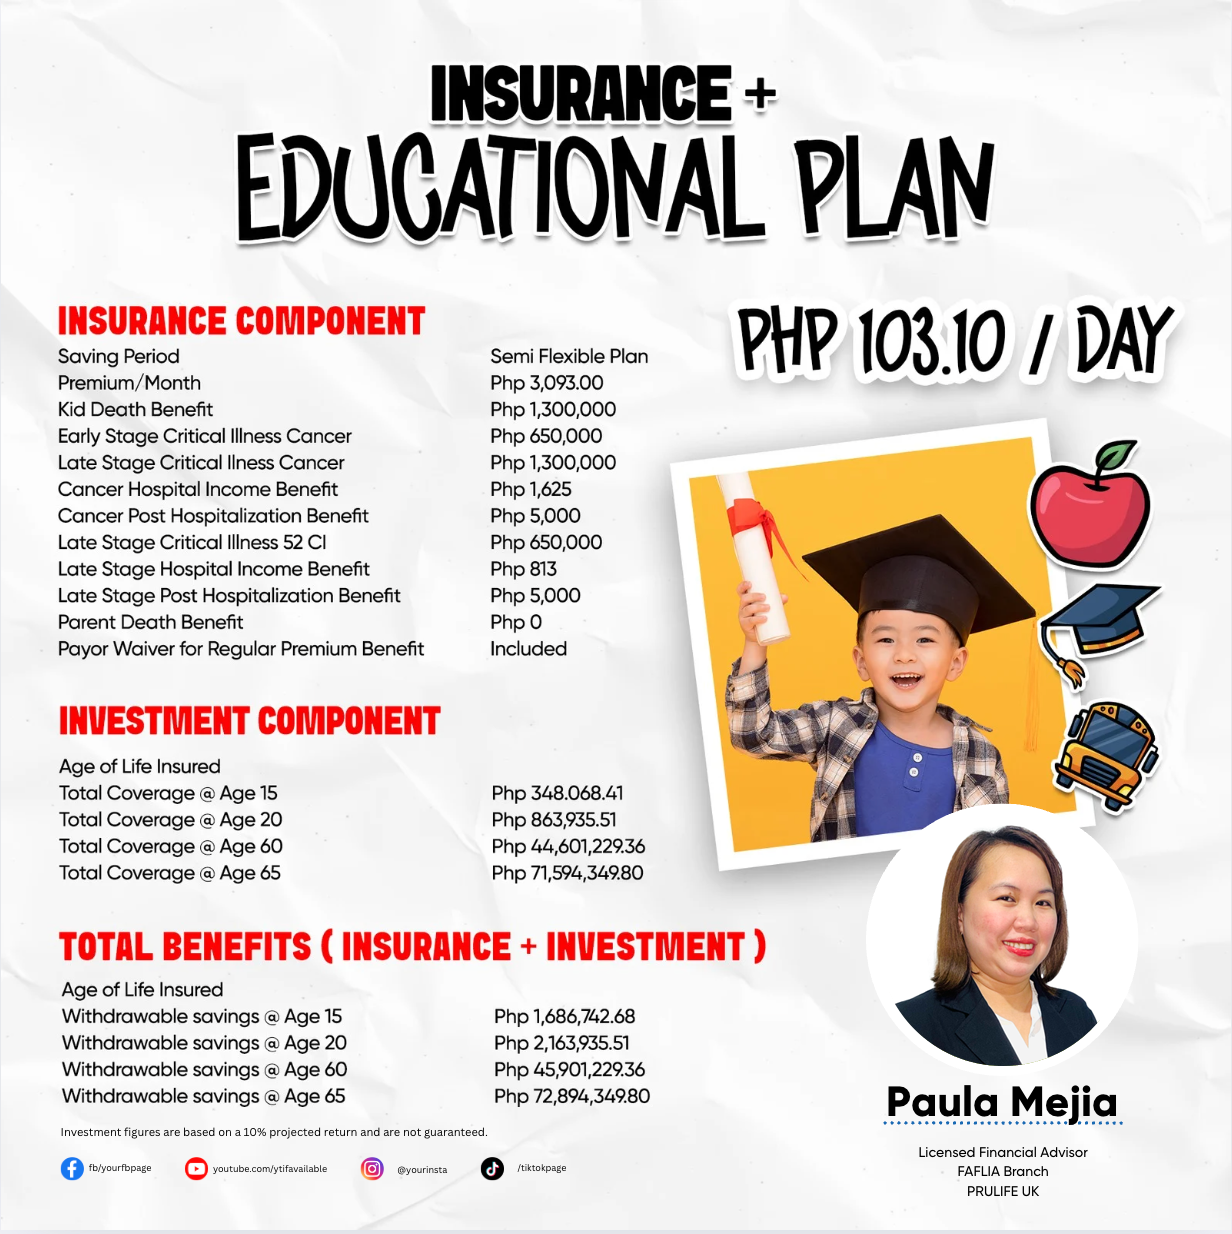 INSURANCE +
EDUCATIONAL PLAN
PHP 103.10 / DAY
INSURANCE COMPONENT
Saving Period Semi Flexible Plan
Premium/Month Php 3,093.00
Kid Death Benefit Php 1,300,000
Early Stage Critical Illness Cancer Php 650,000
Late Stage Critical Ilness Cancer Php 1,300,000
Cancer Hospital Income Benefit Php 1,625
Cancer Post Hospitalization Benefit Php 5,000
Late Stage Critical Illness 52 CI Php 650,000
Late Stage Hospital Income Benefit Php 813
Late Stage Post Hospitalization Benefit Php 5,000
Parent Death Benefit Php 0
Payor Waiver for Regular Premium Benefit Included
INVESTMENT COMPONENT
Age of Life Insured
Total Coverage @ Age 15 Php 348.068.41
Total Coverage @ Age 20 Php 863,935.51
Total Coverage @ Age 60 Php 44,601,229.36
Total Coverage @ Age 65 Php 71,594,349.80
TOTAL BENEFITS ( INSURANCE + INVESTMENT )
Age of Life Insured
Withdrawable savings @ Age 15 Php 1,686,742.68
Withdrawable savings @ Age 20 Php 2,163,935.51
Withdrawable savings @ Age 60 Php 45,901,229.36
Withdrawable savings @ Age 65 Php 72,894,349.80
Investment figures are based on a 10% projected return and are not guaranteed.
fb/yourfbpage youtube.com/ytifavailable @yourinsta /tiktokpage
Paula Mejia
Licensed Financial Advisor
FAFLIA Branch
PRULIFE UK